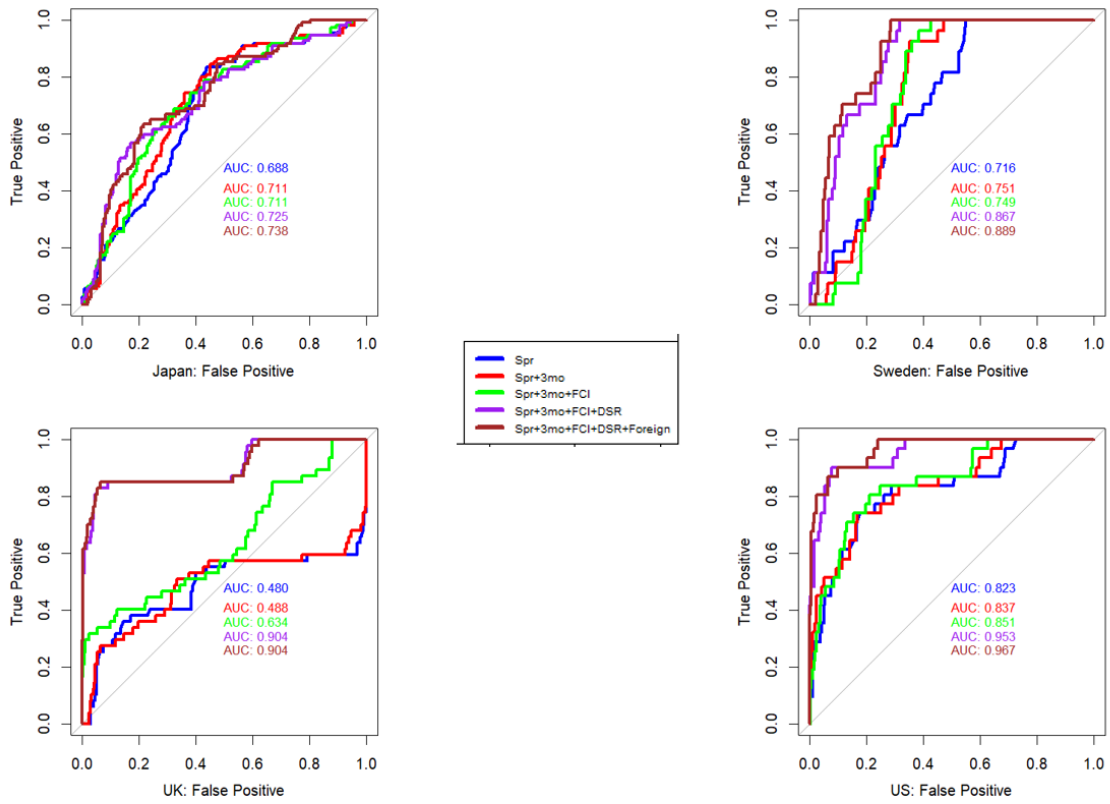 1.0
0.8
0.6
0.4
0.2
0.0
True Positive
AUC: 0.688
AUC: 0.711
AUC: 0.711
AUC: 0.725
AUC: 0.738
0.0 0.2 0.4 0.6 0.8 1.0
Japan: False Positive
1.0
0.8
0.6
0.4
0.2
0.0
True Positive
AUC: 0.716
AUC: 0.751
AUC: 0.749
AUC: 0.867
AUC: 0.889
0.0 0.2 0.4 0.6 0.8 1.0
Sweden: False Positive
Spr
Spr+3mo
Spr+3mo+FCI
Spr+3mo+FCI+DSR
Spr+3mo+FCI+DSR+Foreign
1.0
0.8
0.6
0.4
0.2
0.0
True Positive
AUC: 0.480
AUC: 0.488
AUC: 0.634
AUC: 0.904
AUC: 0.904
0.0 0.2 0.4 0.6 0.8 1.0
UK: False Positive
1.0
0.8
0.6
0.4
0.2
0.0
True Positive
AUC: 0.823
AUC: 0.837
AUC: 0.851
AUC: 0.953
AUC: 0.967
0.0 0.2 0.4 0.6 0.8 1.0
US: False Positive